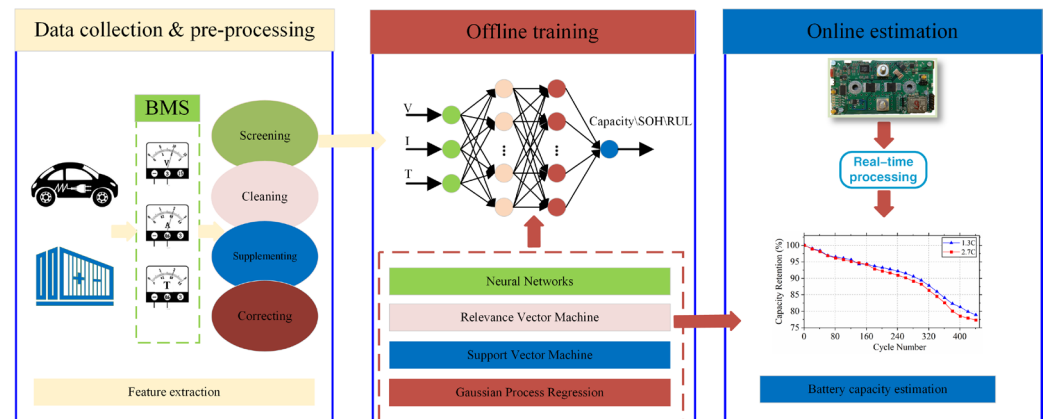 Data collection & pre-processing
BMS
V
A
T
Screening
Cleaning
Supplementing
Correcting
Feature extraction
Offline training
V
I
T
Capacity\SOH\RUL
Neural Networks
Relevance Vector Machine
Support Vector Machine
Gaussian Process Regression
Online estimation
Real-time
processing
Capacity Retention (%)
100
95
90
85
80
75
1.3C
2.7C
0 80 160 240 320 400
Cycle Number
Battery capacity estimation